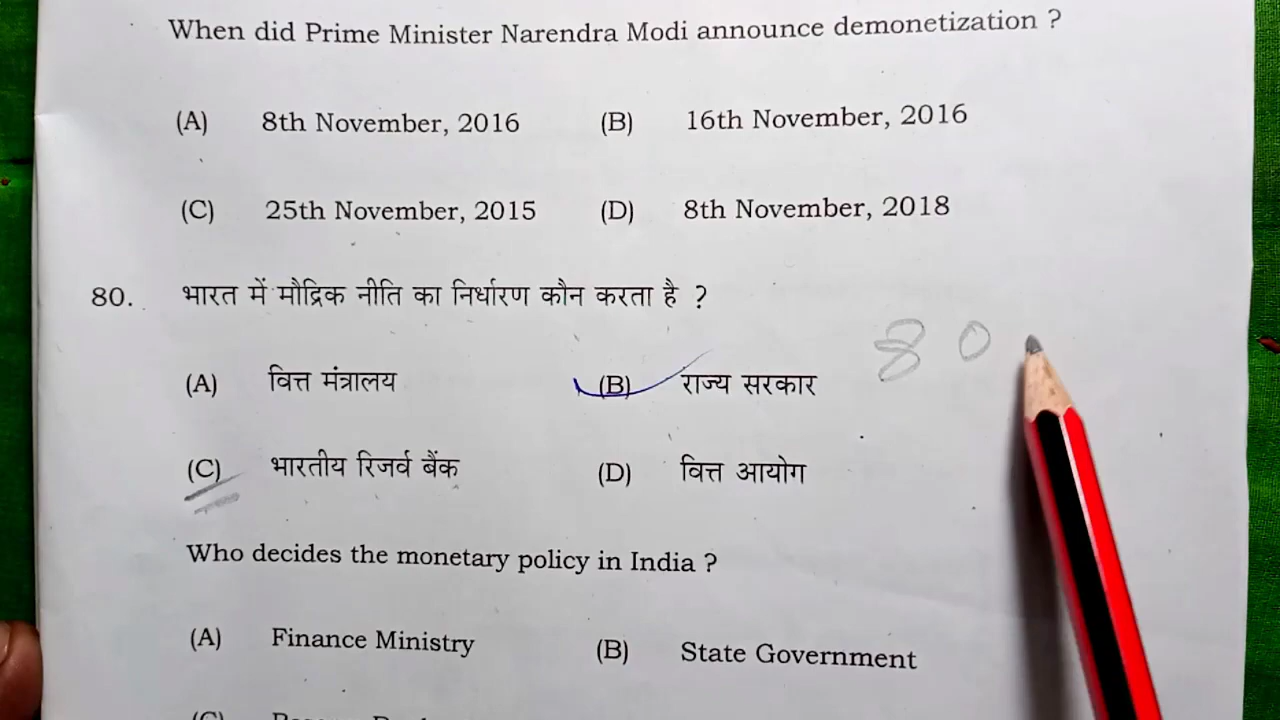 When did Prime Minister Narendra Modi announce demonetization ?
(A) 8th November, 2016 (B) 16th November, 2016
(C) 25th November, 2015 (D) 8th November, 2018
80. भारत में मौद्रिक नीति का निर्धारण कौन करता है ?
80
(A) वित्त मंत्रालय (B) राज्य सरकार
(C) भारतीय रिजर्व बैंक (D) वित्त आयोग
Who decides the monetary policy in India ?
(A) Finance Ministry (B) State Government